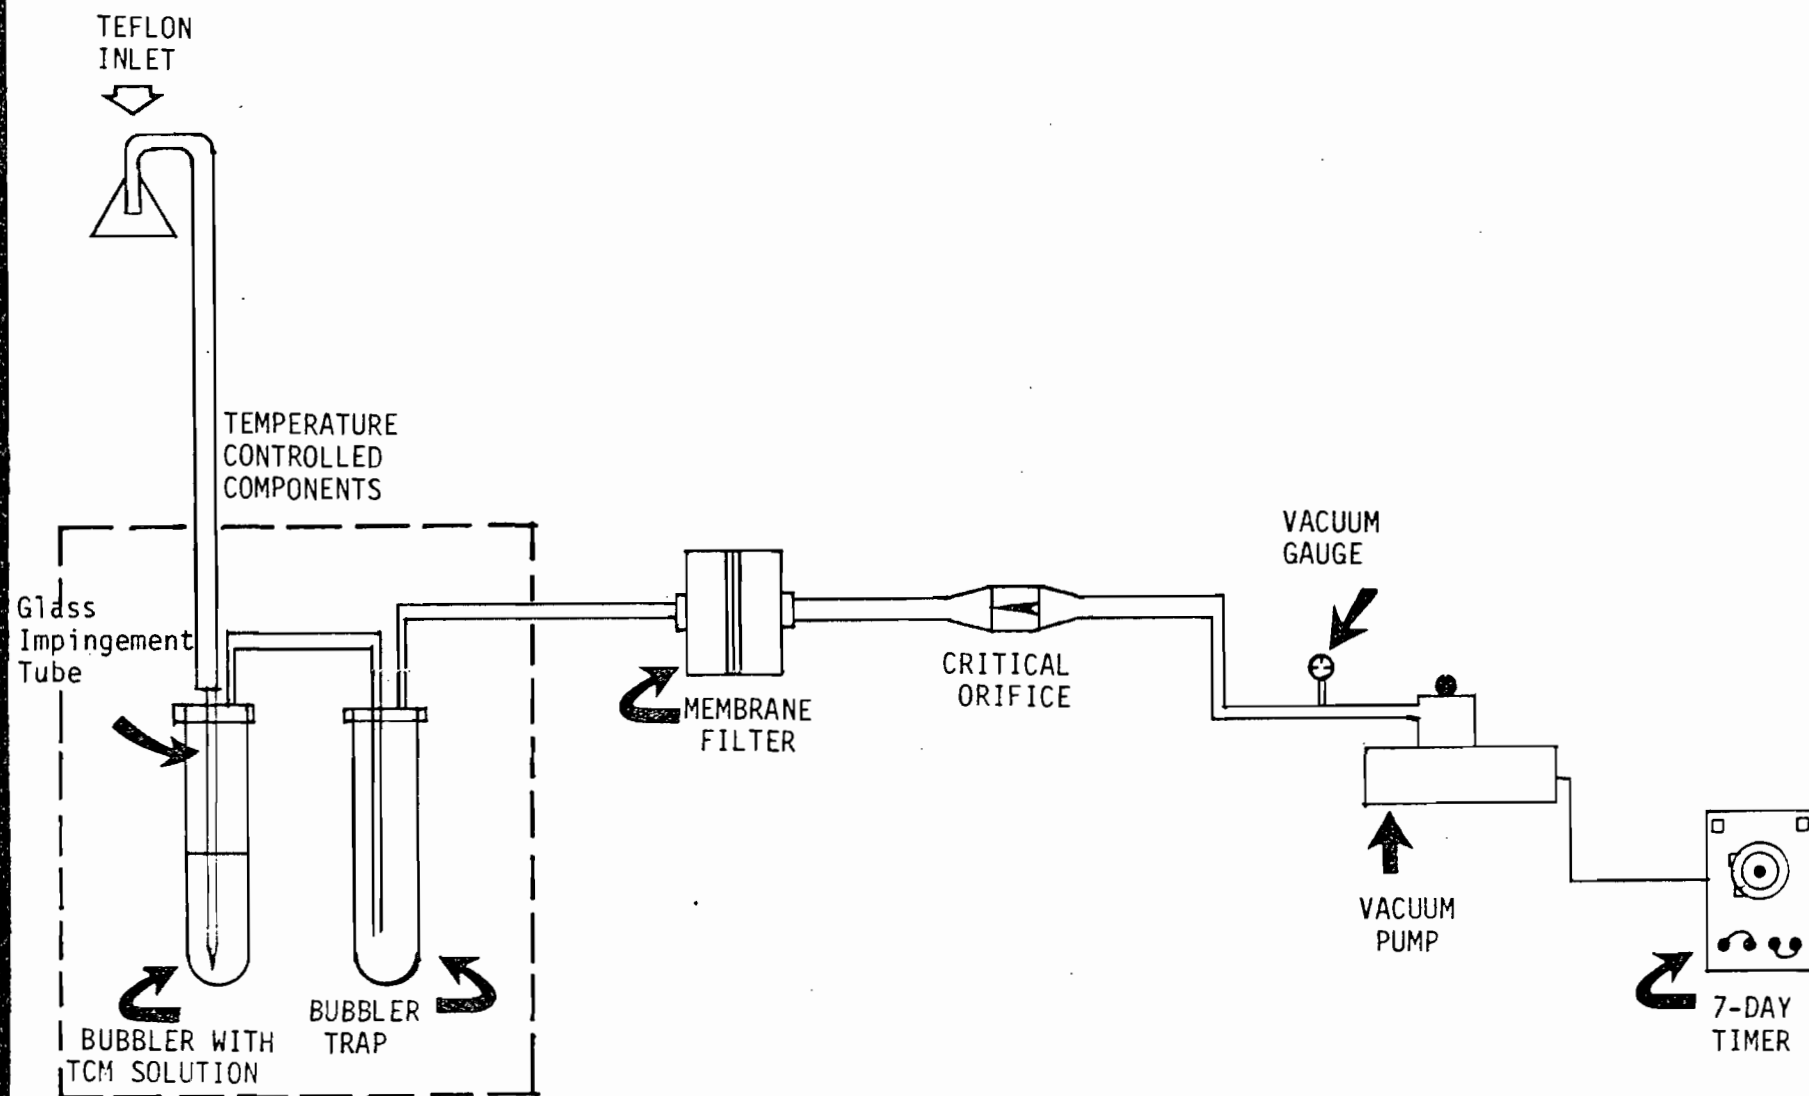 TEFLON
INLET
TEMPERATURE
CONTROLLED
COMPONENTS
Glass
Impingement
Tube
VACUUM
GAUGE
CRITICAL
ORIFICE
MEMBRANE
FILTER
VACUUM
PUMP
BUBBLER
TRAP
BUBBLER WITH
TCM SOLUTION
7-DAY
TIMER